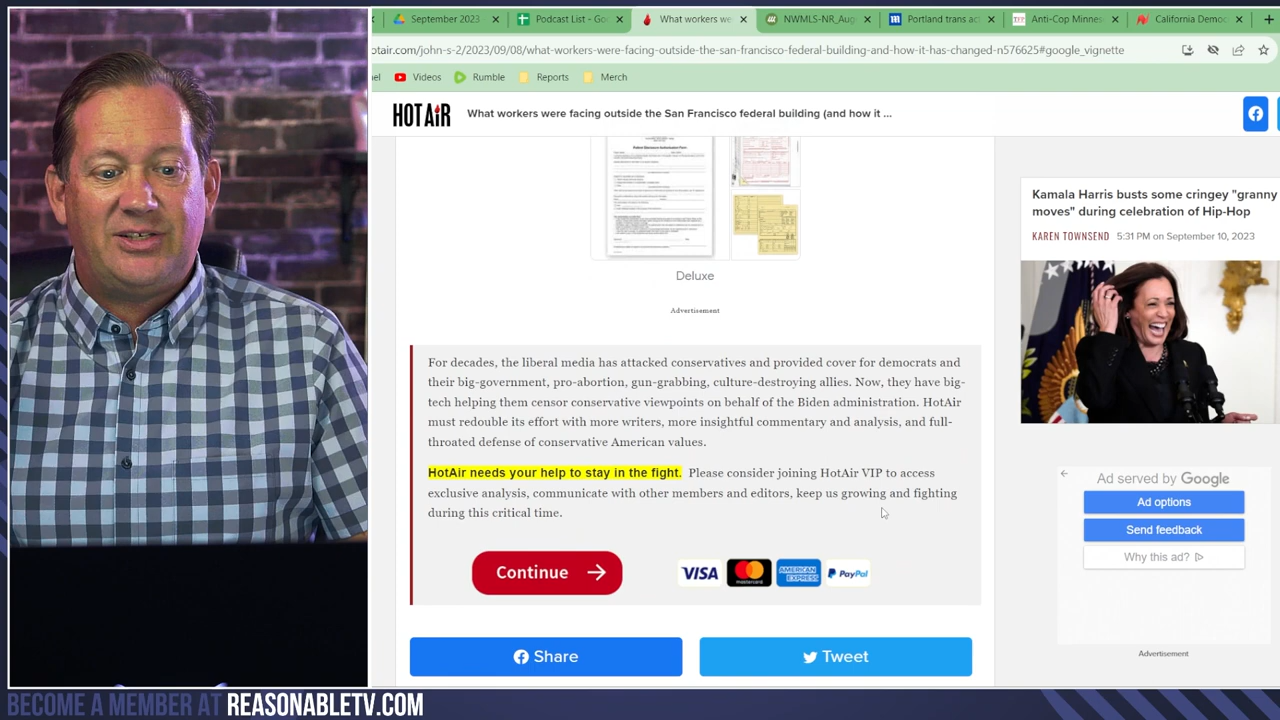 September 2023
Podcast List - Go
What workers we
NWMLS-NR_Aug
Portland trans ac
Anti-Cop Minnes
California Democ
otair.com/john-s-2/2023/09/08/what-workers-were-facing-outside-the-san-francisco-federal-building-and-how-it-has-changed-n576625#google_vignette
Videos
Rumble
Reports
Merch
HOT AIR
What workers were facing outside the San Francisco federal building (and how it ...
Deluxe
Advertisement
For decades, the liberal media has attacked conservatives and provided cover for democrats and
their big-government, pro-abortion, gun-grabbing, culture-destroying allies. Now, they have big-
tech helping them censor conservative viewpoints on behalf of the Biden administration. HotAir
must redouble its effort with more writers, more insightful commentary and analysis, and full-
throated defense of conservative American values.
HotAir needs your help to stay in the fight. Please consider joining HotAir VIP to access
exclusive analysis, communicate with other members and editors, keep us growing and fighting
during this critical time.
Continue
VISA
mastercard
AMERICAN EXPRESS
PayPal
Share
Tweet
Kamala Harris busts some cringey "granny
moves" during celebration of Hip-Hop
KAREN TOWNSEND 5:31 PM on September 10, 2023
Ad served by Google
Ad options
Send feedback
Why this ad?
Advertisement
BECOME A MEMBER AT REASONABLETV.COM